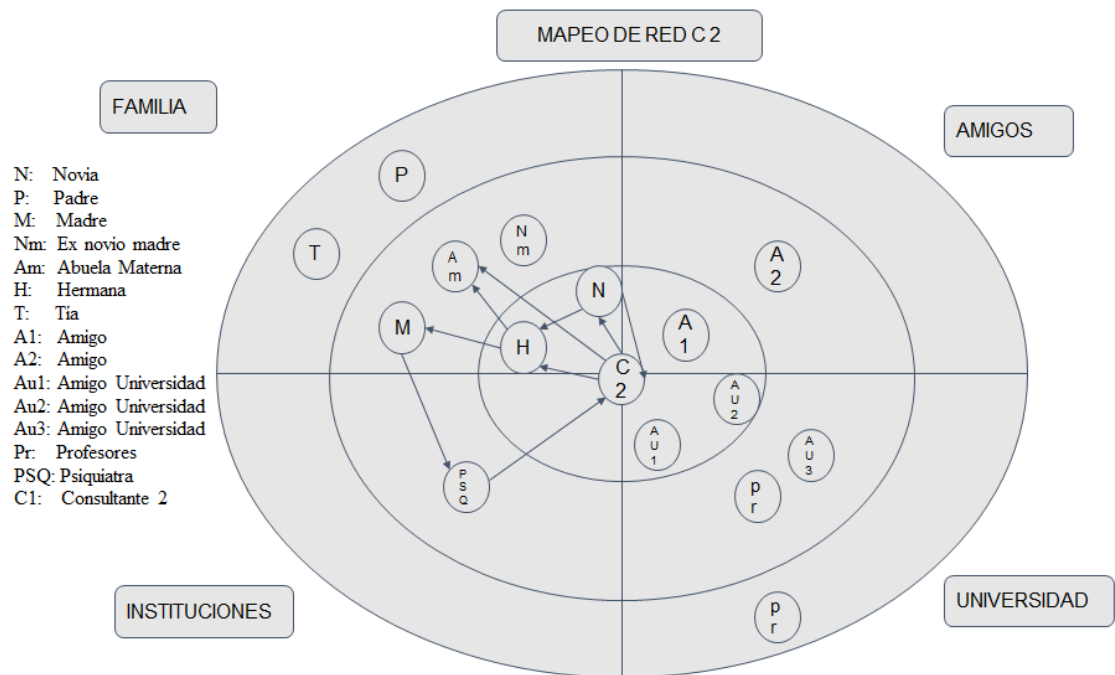 MAPEO DE RED C 2
FAMILIA
AMIGOS
N: Novia
P: Padre
M: Madre
Nm: Ex novio madre
Am: Abuela Materna
H: Hermana
T: Tía
A1: Amigo
A2: Amigo
Au1: Amigo Universidad
Au2: Amigo Universidad
Au3: Amigo Universidad
Pr: Profesores
PSQ: Psiquiatra
C1: Consultante 2
P
T
N
m
A
m
N
M
H
A
2
A
1
C
2
A
U
2
A
U
1
A
U
3
P
S
Q
p
r
p
r
INSTITUCIONES
UNIVERSIDAD